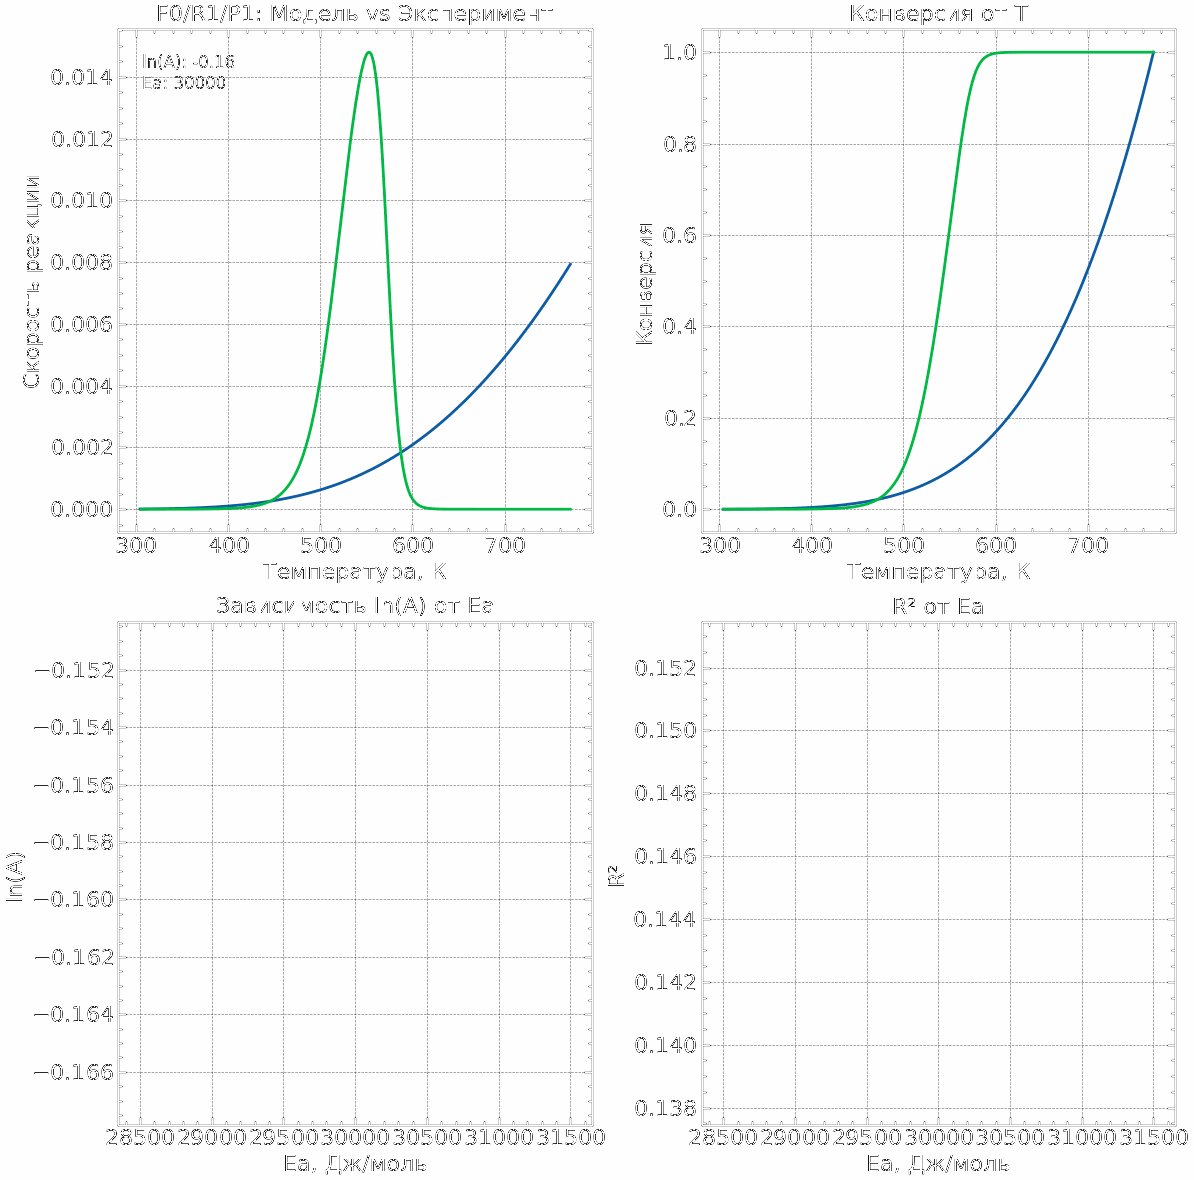 F0/R1/P1: Модель vs Эксперимент
ln(A): -0.16
Ea: 30000
0.014
0.012
0.010
0.008
0.006
0.004
0.002
0.000
Скорость реакции
300 400 500 600 700
Температура, K
Конверсия от T
1.0
0.8
0.6
0.4
0.2
0.0
Конверсия
300 400 500 600 700
Температура, K
Зависимость ln(A) от Ea
−0.152
−0.154
−0.156
−0.158
−0.160
−0.162
−0.164
−0.166
ln(A)
28500 29000 29500 30000 30500 31000 31500
Ea, Дж/моль
R² от Ea
0.152
0.150
0.148
0.146
0.144
0.142
0.140
0.138
R²
28500 29000 29500 30000 30500 31000 31500
Ea, Дж/моль